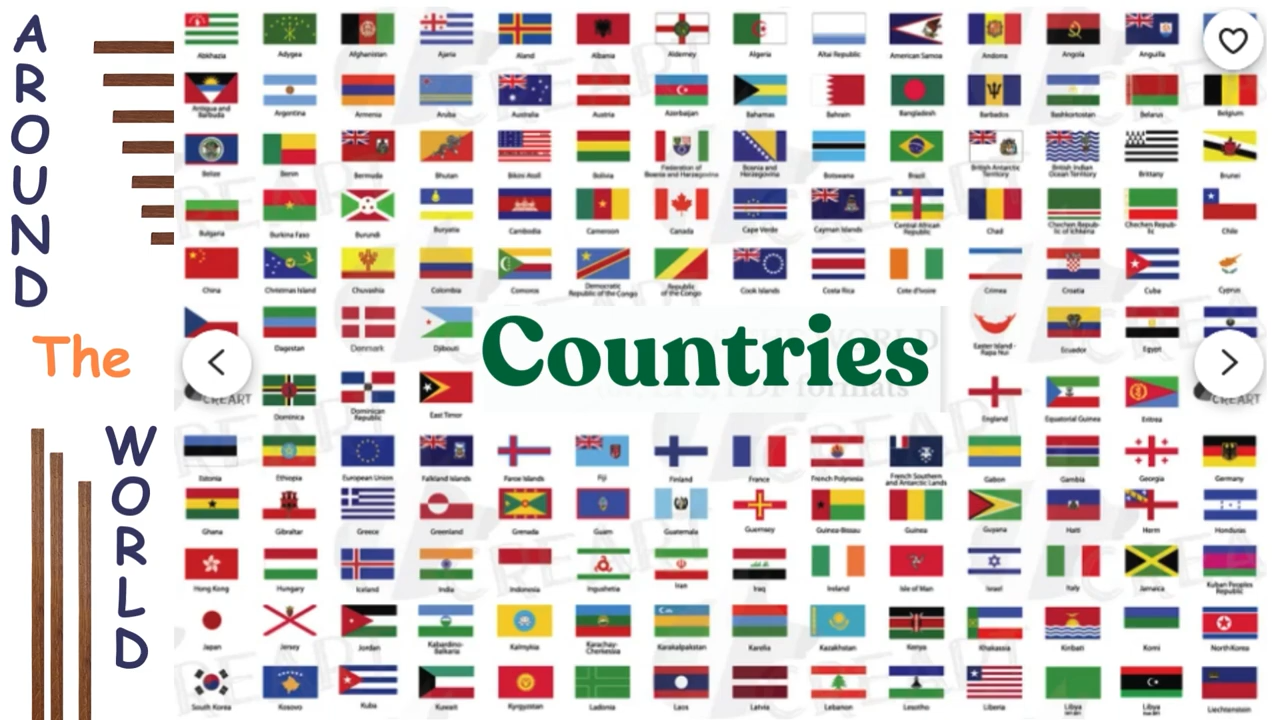 AROUND
The
WORLD
Countries
Abkhazia Adygea Afghanistan Ajaria Aland Albania Alderney Algeria Altai Republic American Samoa Andorra Angola Anguilla
Antigua and Barbuda Argentina Armenia Aruba Australia Austria Azerbaijan Bahamas Bahrain Bangladesh Barbados Bashkortostan Belarus Belgium
Belize Benin Bermuda Bhutan Bikini Atoll Bolivia Federation of Bosnia and Herzegovina Bosnia and Herzegovina Botswana Brazil British Antarctic Territory British Indian Ocean Territory Brittany Brunei
Bulgaria Burkina Faso Burundi Buryatia Cambodia Cameroon Canada Cape Verde Cayman Islands Central African Republic Chad Chechen Republic of Ichkeria Chechen Republic Chile
China Christmas Island Chuvashia Colombia Comoros Democratic Republic of the Congo Republic of the Congo Cook Islands Costa Rica Cote d'Ivoire Crimea Croatia Cuba Cyprus
Dagestan Denmark Djibouti Easter Island - Rapa Nui Ecuador Egypt
CREART Dominica Dominican Republic East Timor PDF formats England Equatorial Guinea Eritrea CREART
Estonia Ethiopia European Union Falkland Islands Faroe Islands Fiji Finland France French Polynesia French Southern and Antarctic Lands Gabon Gambia Georgia Germany
Ghana Gibraltar Greece Greenland Grenada Guam Guatemala Guernsey Guinea-Bissau Guinea Guyana Haiti Herm Honduras
Hong Kong Hungary Iceland India Indonesia Ingushetia Iran Iraq Ireland Isle of Man Israel Italy Jamaica Kuban Peoples Republic
Japan Jersey Jordan Kabardino-Balkaria Kalmykia Karachay-Cherkessia Karakalpakstan Karelia Kazakhstan Kenya Khakassia Kiribati Komi North Korea
South Korea Kosovo Kuba Kuwait Kyrgyzstan Ladonia Laos Latvia Lebanon Lesotho Liberia Libya Libya Liechtenstein